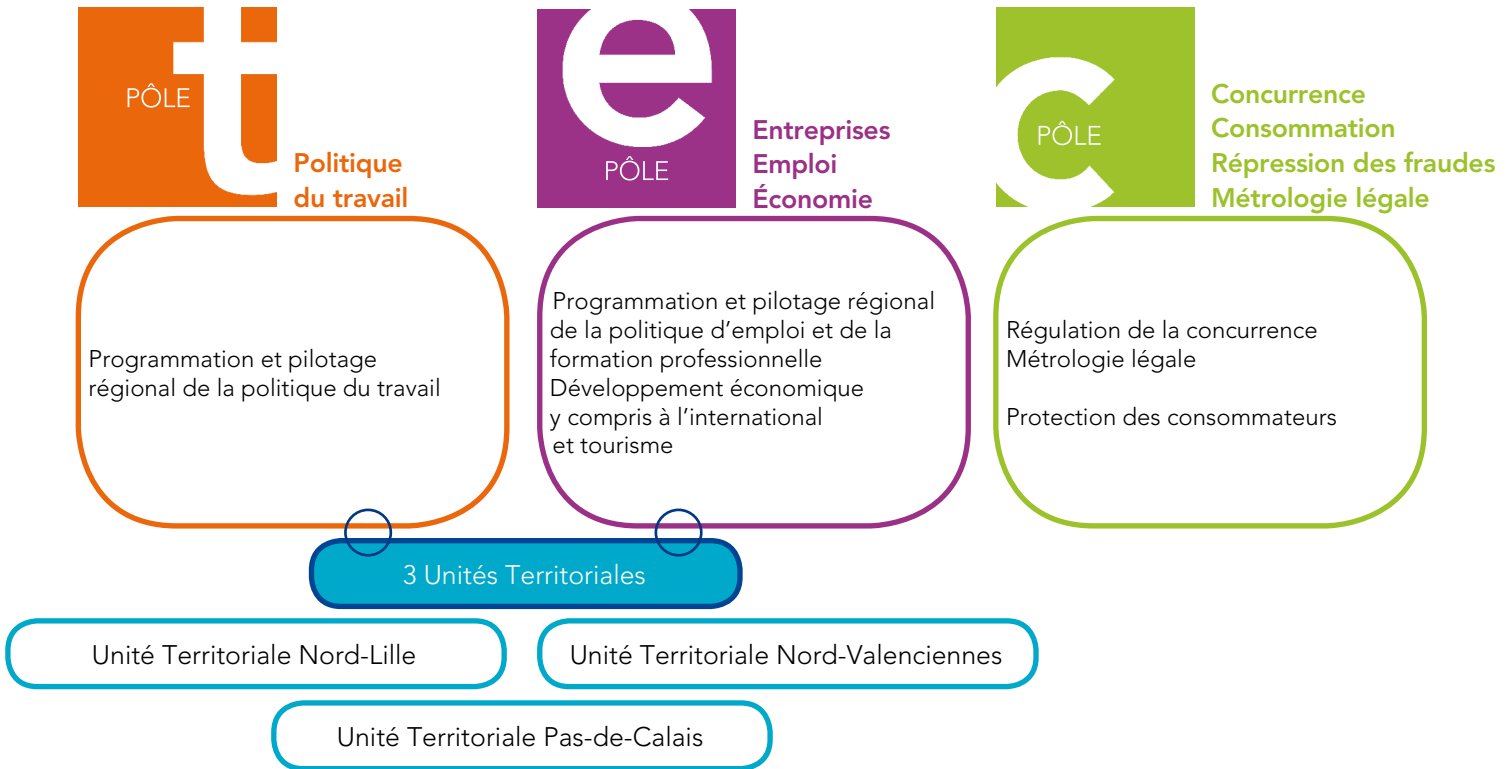 PÔLE
t
Politique
du travail
Programmation et pilotage
régional de la politique du travail
e
PÔLE
Entreprises
Emploi
Économie
Programmation et pilotage régional
de la politique d’emploi et de la
formation professionnelle
Développement économique
y compris à l’international
et tourisme
c
PÔLE
Concurrence
Consommation
Répression des fraudes
Métrologie légale
Régulation de la concurrence
Métrologie légale
Protection des consommateurs
3 Unités Territoriales
Unité Territoriale Nord-Lille
Unité Territoriale Nord-Valenciennes
Unité Territoriale Pas-de-Calais